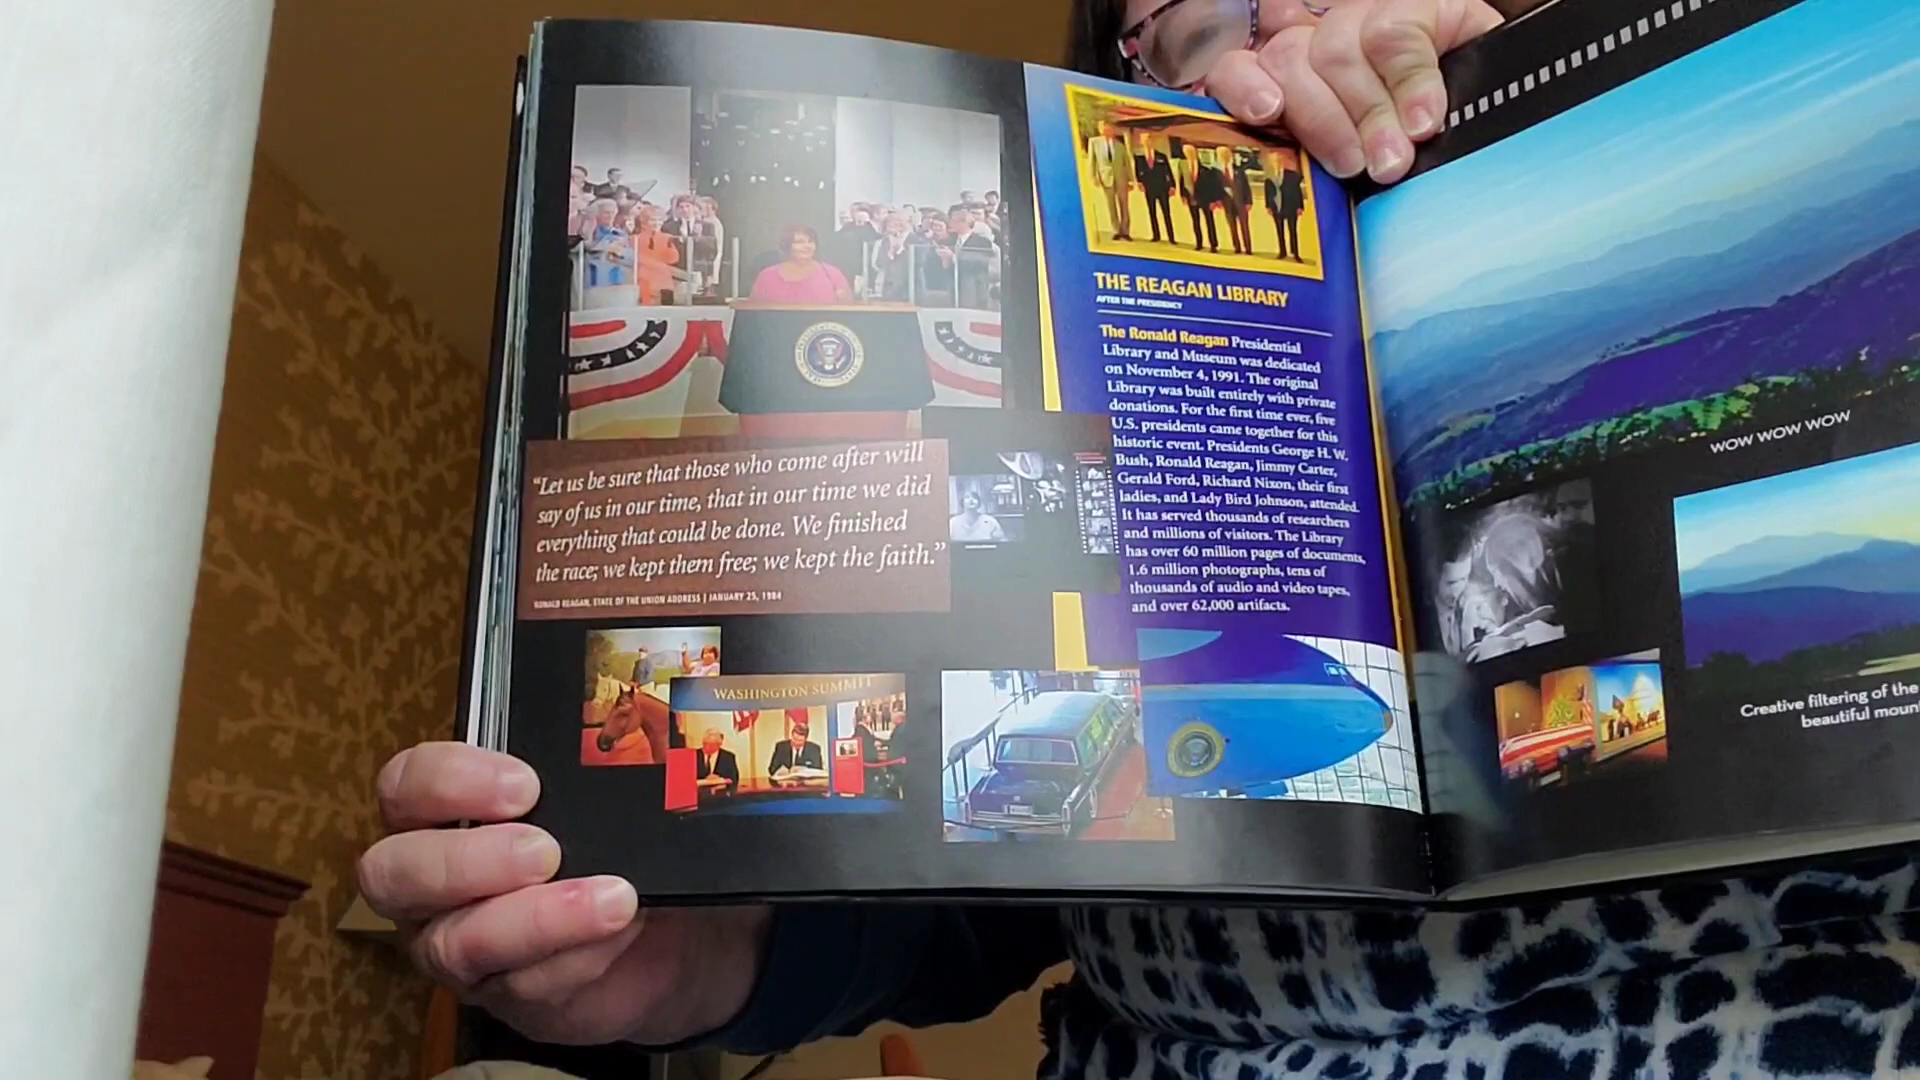 THE REAGAN LIBRARY
AFTER THE PRESIDENCY
The Ronald Reagan Presidential
Library and Museum was dedicated
on November 4, 1991. The original
Library was built entirely with private
donations. For the first time ever, five
U.S. presidents came together for this
historic event. Presidents George H. W.
Bush, Ronald Reagan, Jimmy Carter,
Gerald Ford, Richard Nixon, their first
ladies, and Lady Bird Johnson, attended.
It has served thousands of researchers
and millions of visitors. The Library
has over 60 million pages of documents,
1.6 million photographs, tens of
thousands of audio and video tapes,
and over 62,000 artifacts.
“Let us be sure that those who come after will
say of us in our time, that in our time we did
everything that could be done. We finished
the race; we kept them free; we kept the faith.”
RONALD REAGAN, STATE OF THE UNION ADDRESS | JANUARY 25, 1984
WASHINGTON SUMMIT
WOW WOW WOW
Creative filtering of the
beautiful moun